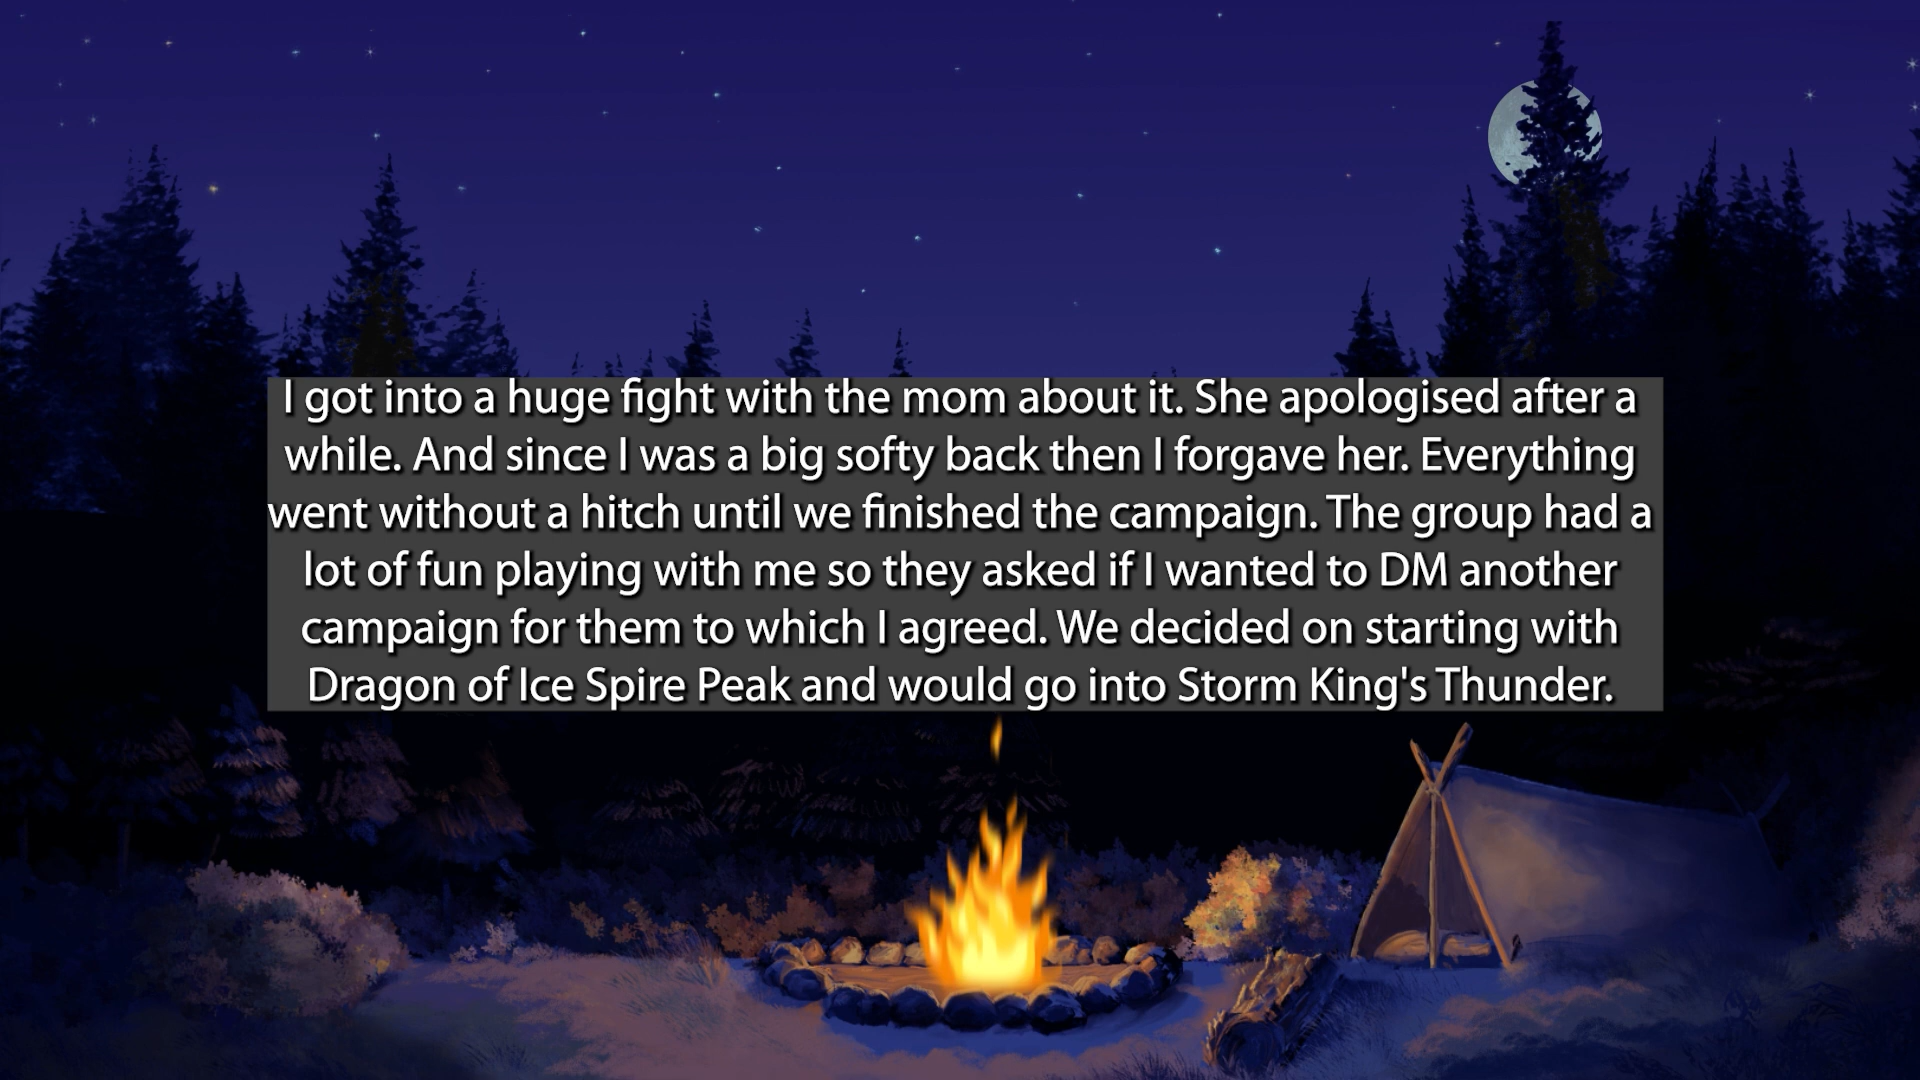 I got into a huge fight with the mom about it. She apologised after a
while. And since I was a big softy back then I forgave her. Everything
went without a hitch until we finished the campaign. The group had a
lot of fun playing with me so they asked if I wanted to DM another
campaign for them to which I agreed. We decided on starting with
Dragon of Ice Spire Peak and would go into Storm King's Thunder.